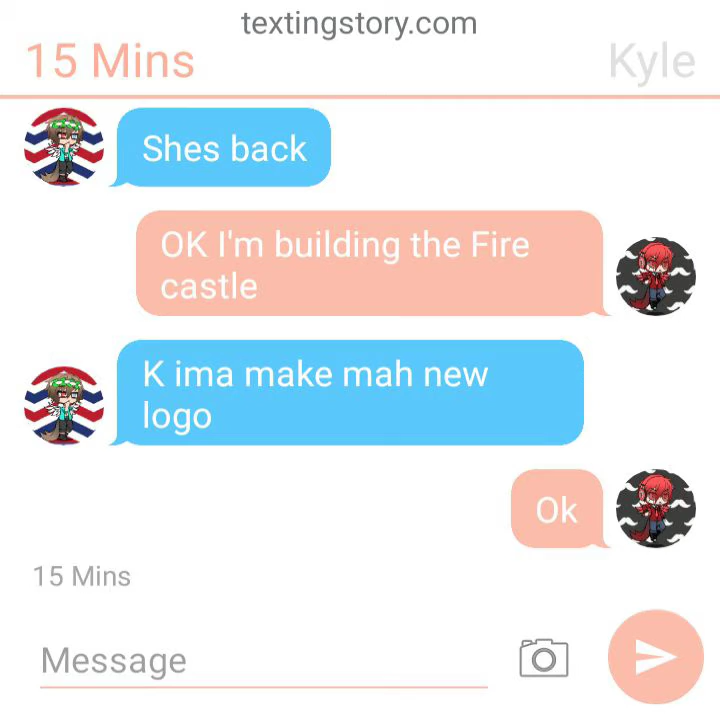 textingstory.com
15 Mins
Kyle
Shes back
OK I'm building the Fire
castle
K ima make mah new
logo
Ok
15 Mins
Message